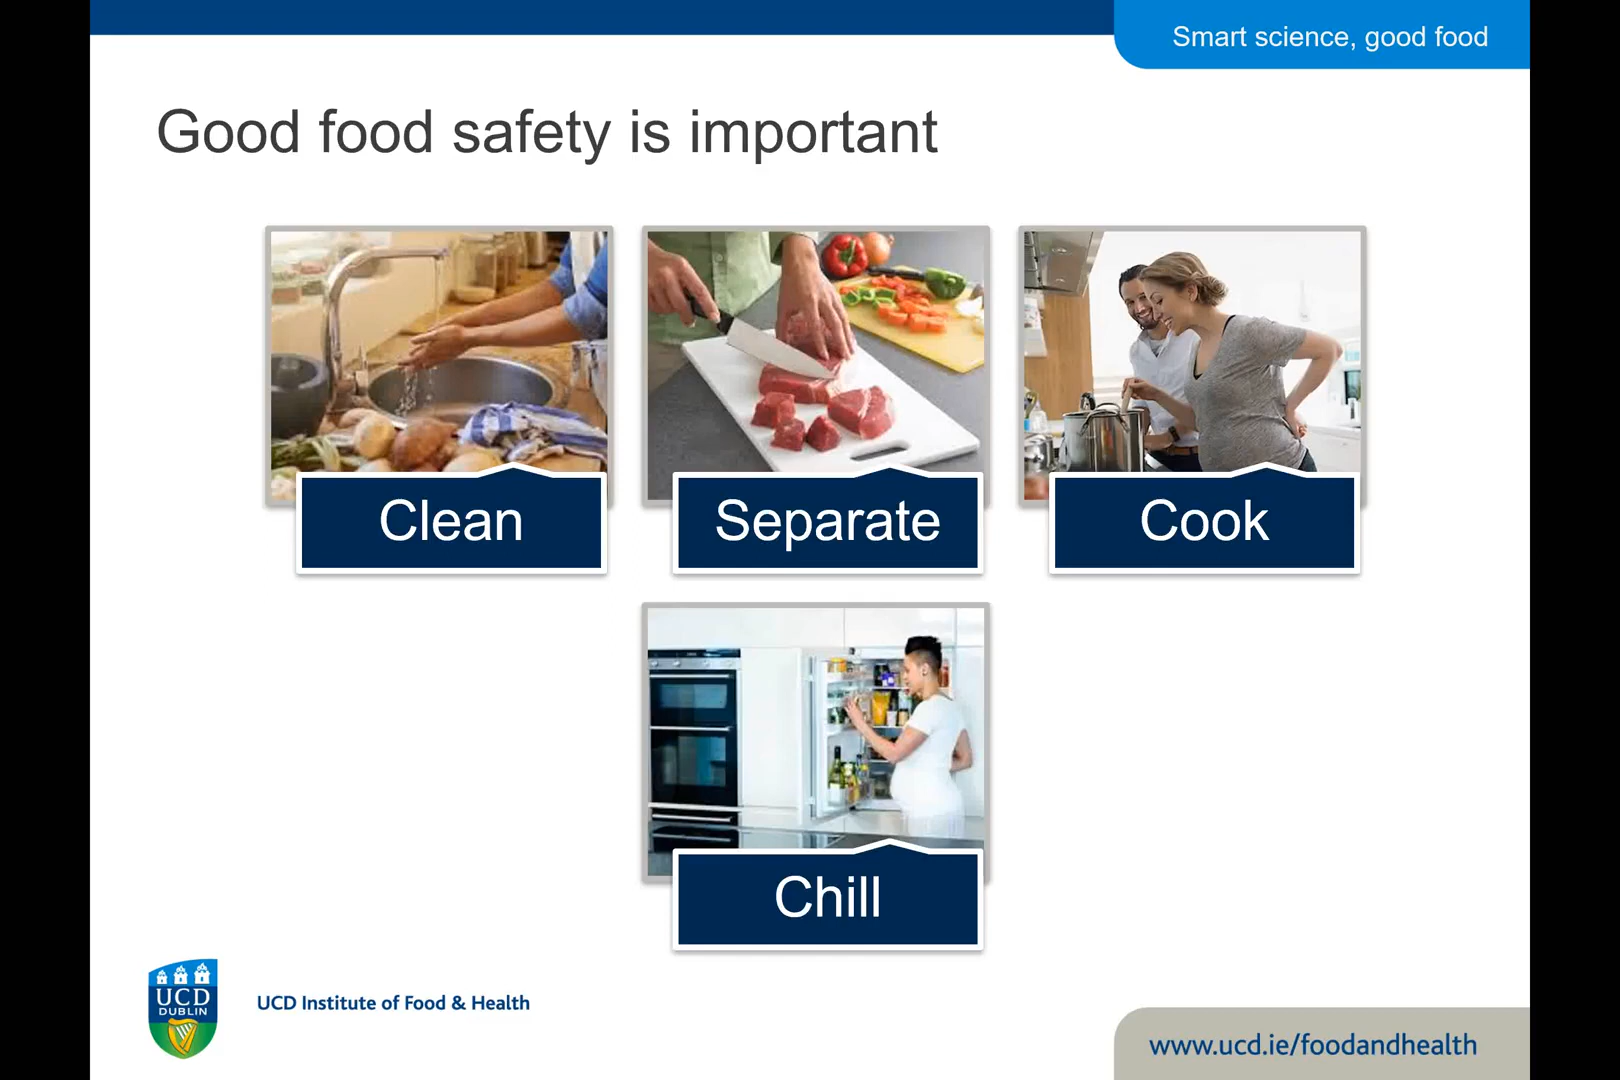 Smart science, good food
Good food safety is important
Clean
Separate
Cook
Chill
UCD
DUBLIN
UCD Institute of Food & Health
www.ucd.ie/foodandhealth